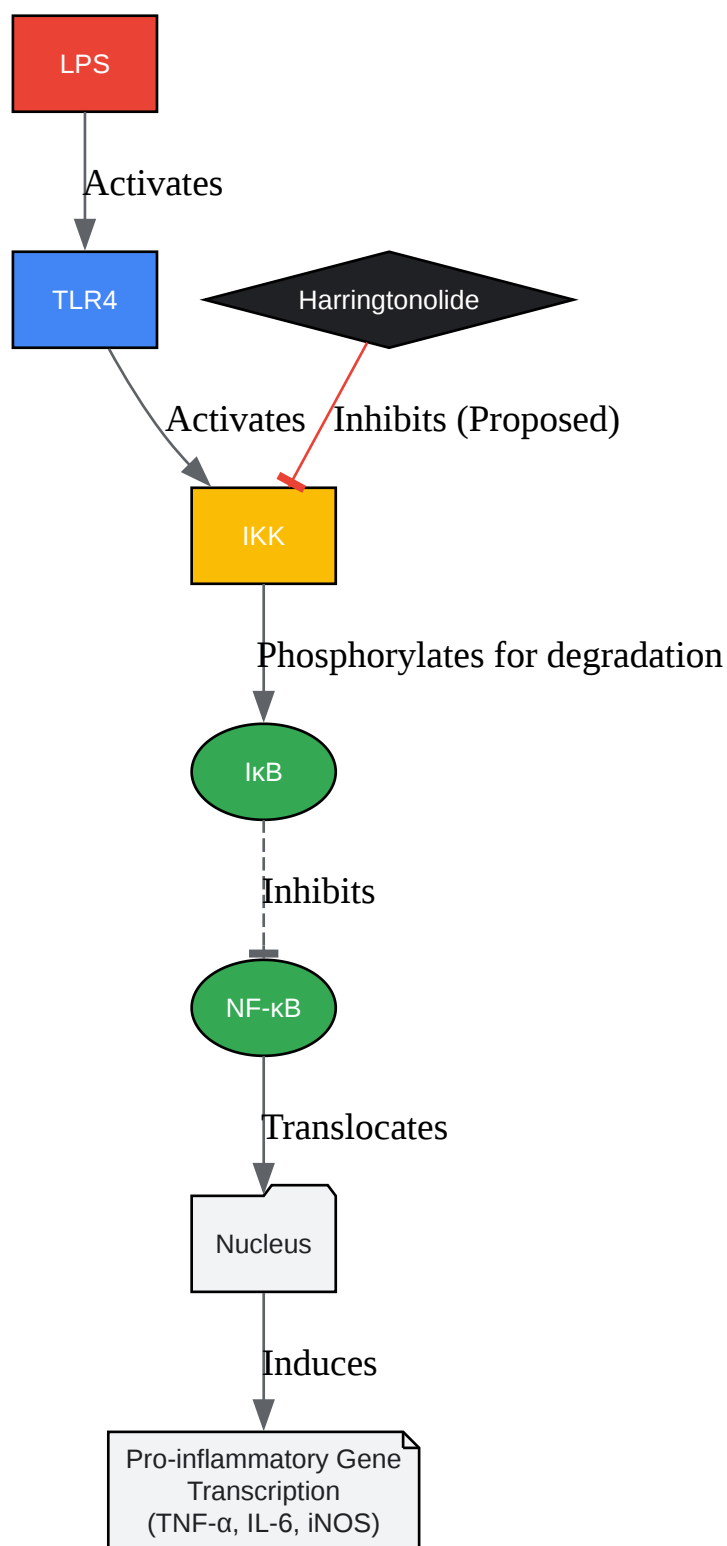 LPS
Activates
TLR4
Harringtonolide
Activates
Inhibits (Proposed)
IKK
Phosphorylates for degradation
IκB
Inhibits
NF-κB
Translocates
Nucleus
Induces
Pro-inflammatory Gene
Transcription
(TNF-α, IL-6, iNOS)